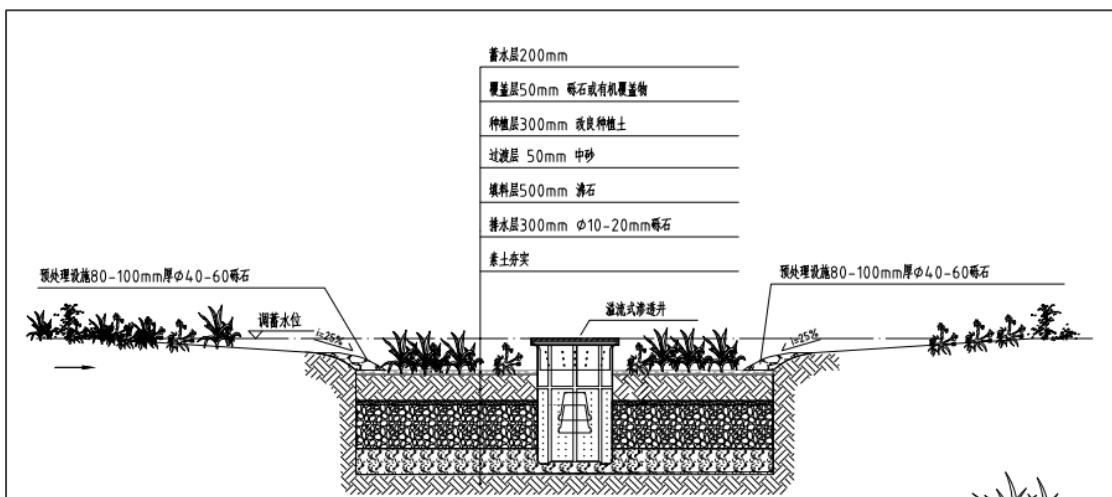 蓄水层200mm
覆盖层50mm 砾石或有机覆盖物
种植层300mm 改良种植土
过渡层 50mm 中砂
填料层500mm 沸石
排水层300mm Φ10-20mm砾石
素土夯实
预处理设施80-100mm厚Φ40-60砾石
预处理设施80-100mm厚Φ40-60砾石
调蓄水位
溢流式渗透井
i=25%
i=25%